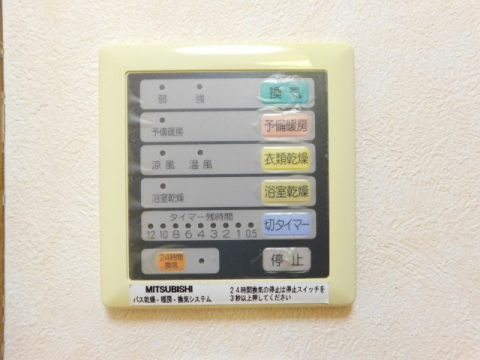 弱 強 換気
予備暖房 予備暖房
涼風 温風 衣類乾燥
浴室乾燥 浴室乾燥
タイマー残時間
12 10 8 6 4 3 2 1 0.5 切タイマー
24時間
換気 停止
MITSUBISHI
バス乾燥・暖房・換気システム
24時間換気の停止は停止スイッチを
3秒以上押してください